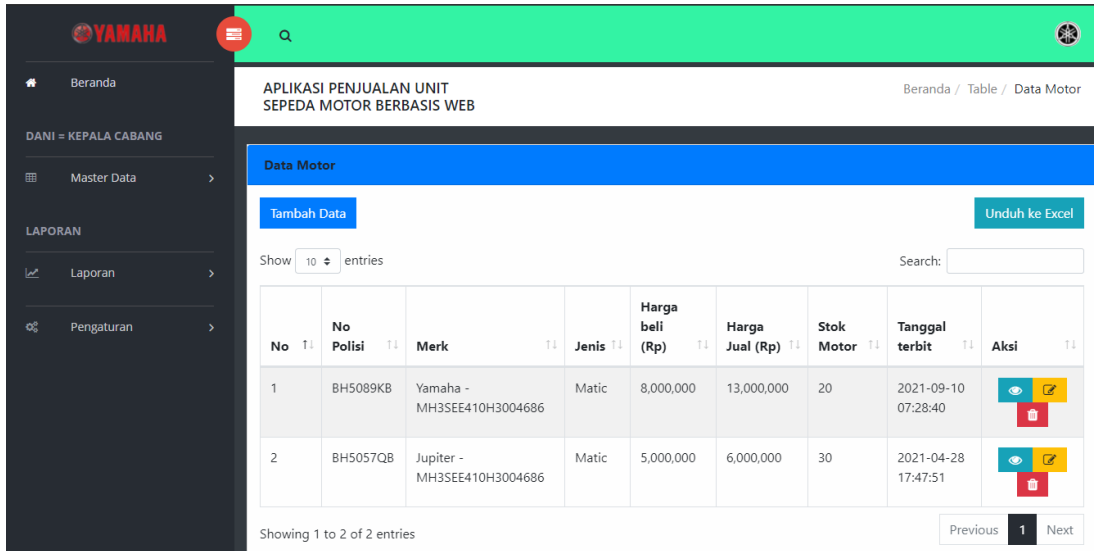 YAMAHA
Beranda
DANI = KEPALA CABANG
Master Data
LAPORAN
Laporan
Pengaturan
APLIKASI PENJUALAN UNIT
SEPEDA MOTOR BERBASIS WEB
Beranda / Table / Data Motor
Data Motor
Tambah Data
Unduh ke Excel
Show 10 entries
Search:
No
No Polisi
Merk
Jenis
Harga beli (Rp)
Harga Jual (Rp)
Stok Motor
Tanggal terbit
Aksi
1 BH5089KB Yamaha - Matic 8,000,000 13,000,000 20 2021-09-10
MH3SEE410H3004686 07:28:40
2 BH5057QB Jupiter - Matic 5,000,000 6,000,000 30 2021-04-28
MH3SEE410H3004686 17:47:51
Showing 1 to 2 of 2 entries
Previous 1 Next